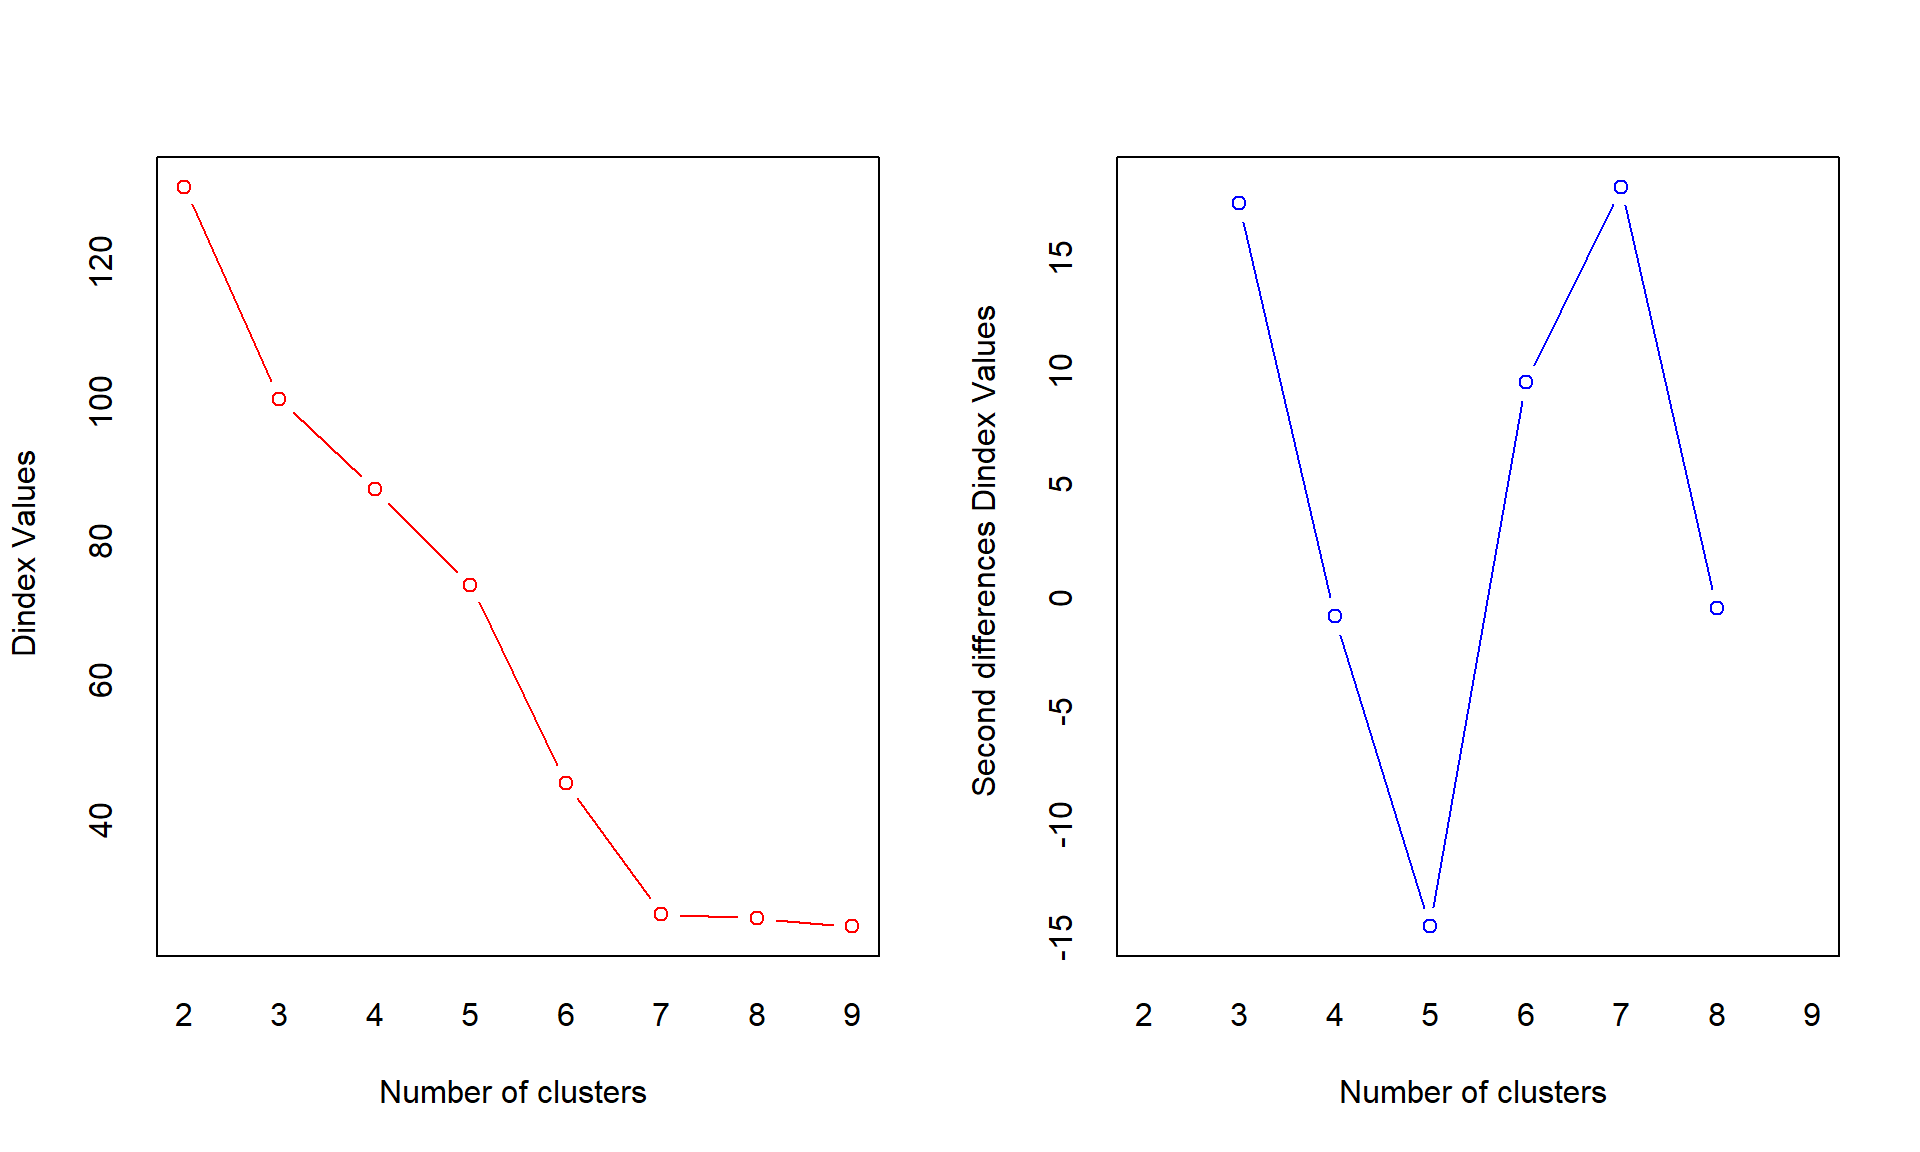 Dindex Values
120
100
80
60
40
2 3 4 5 6 7 8 9
Number of clusters
Second differences Dindex Values
15
10
5
0
-5
-10
-15
2 3 4 5 6 7 8 9
Number of clusters